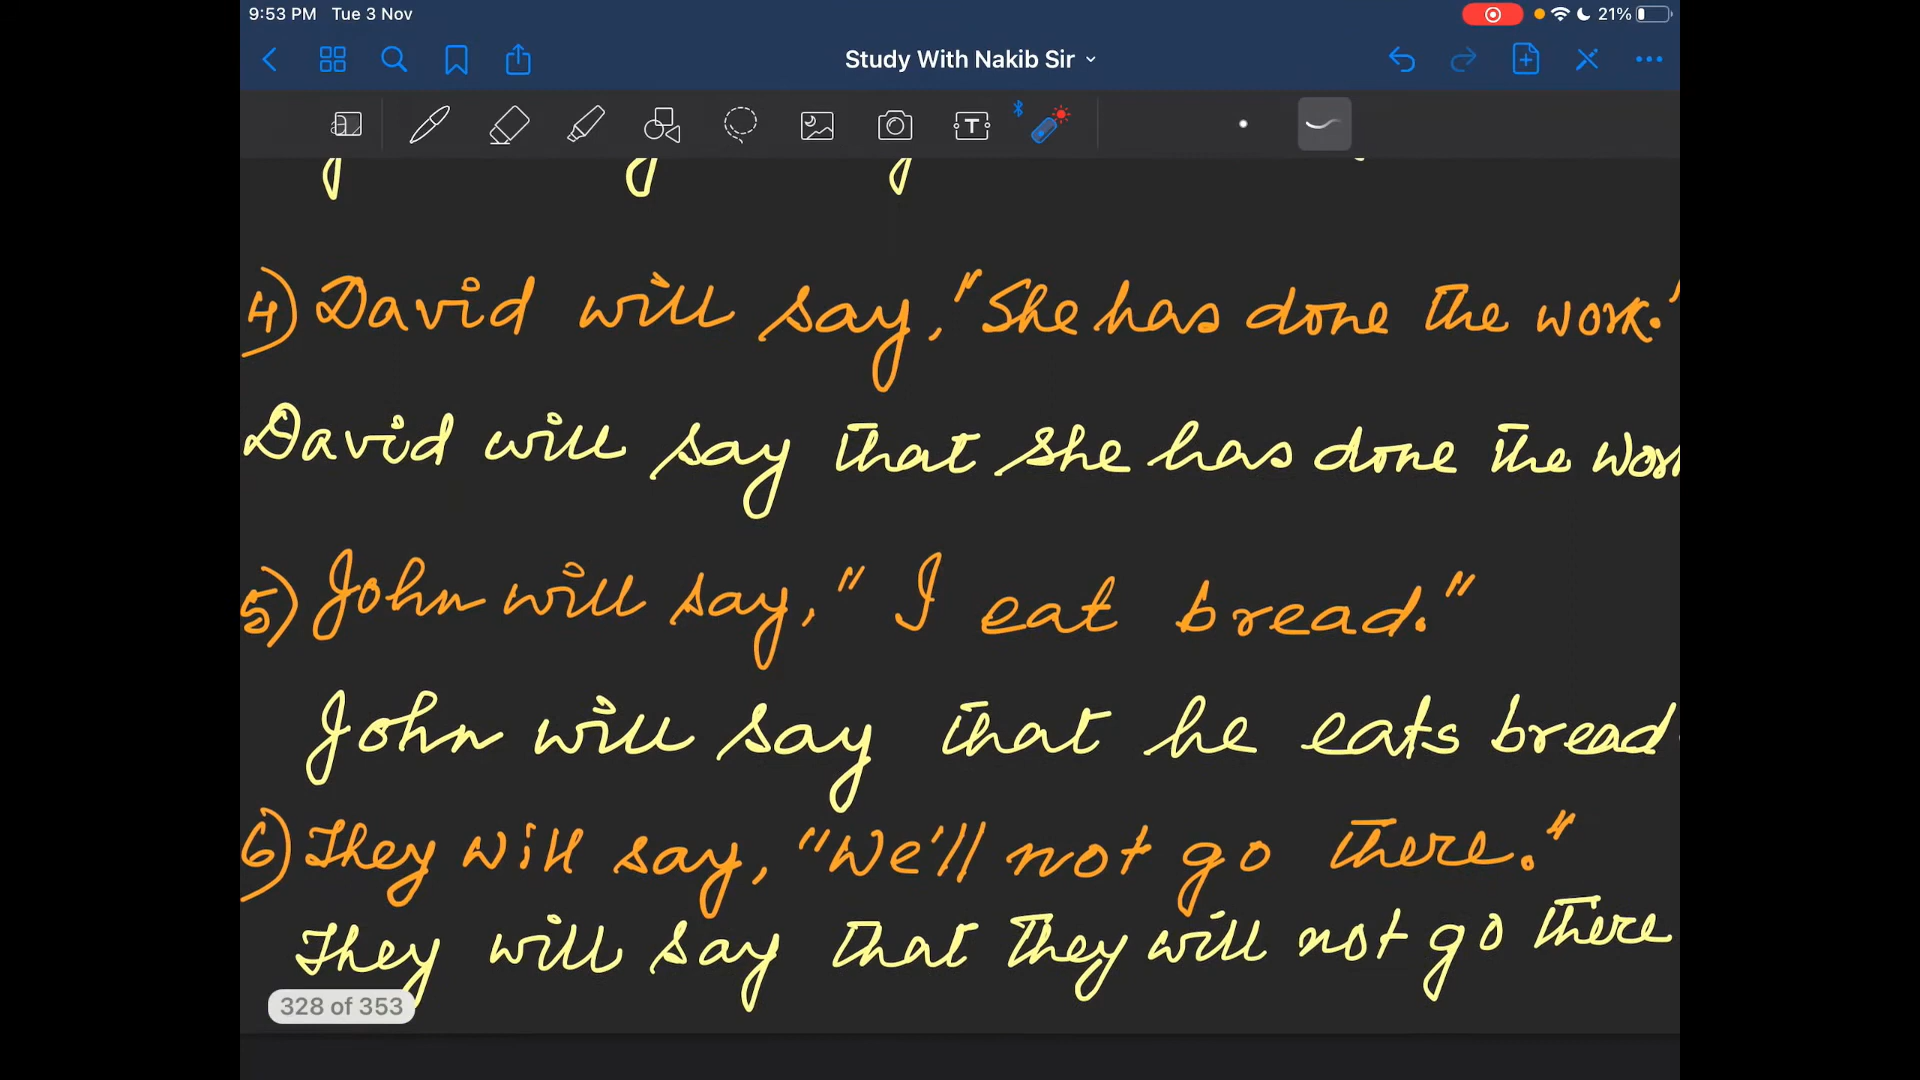 9:53 PM Tue 3 Nov
21%
Study With Nakib Sir
4) David will say, "She has done the work."
David will say that she has done the work
5) John will say, "I eat bread."
John will say that he eats bread
6) They will say, "We'll not go there."
They will say that they will not go there
328 of 353